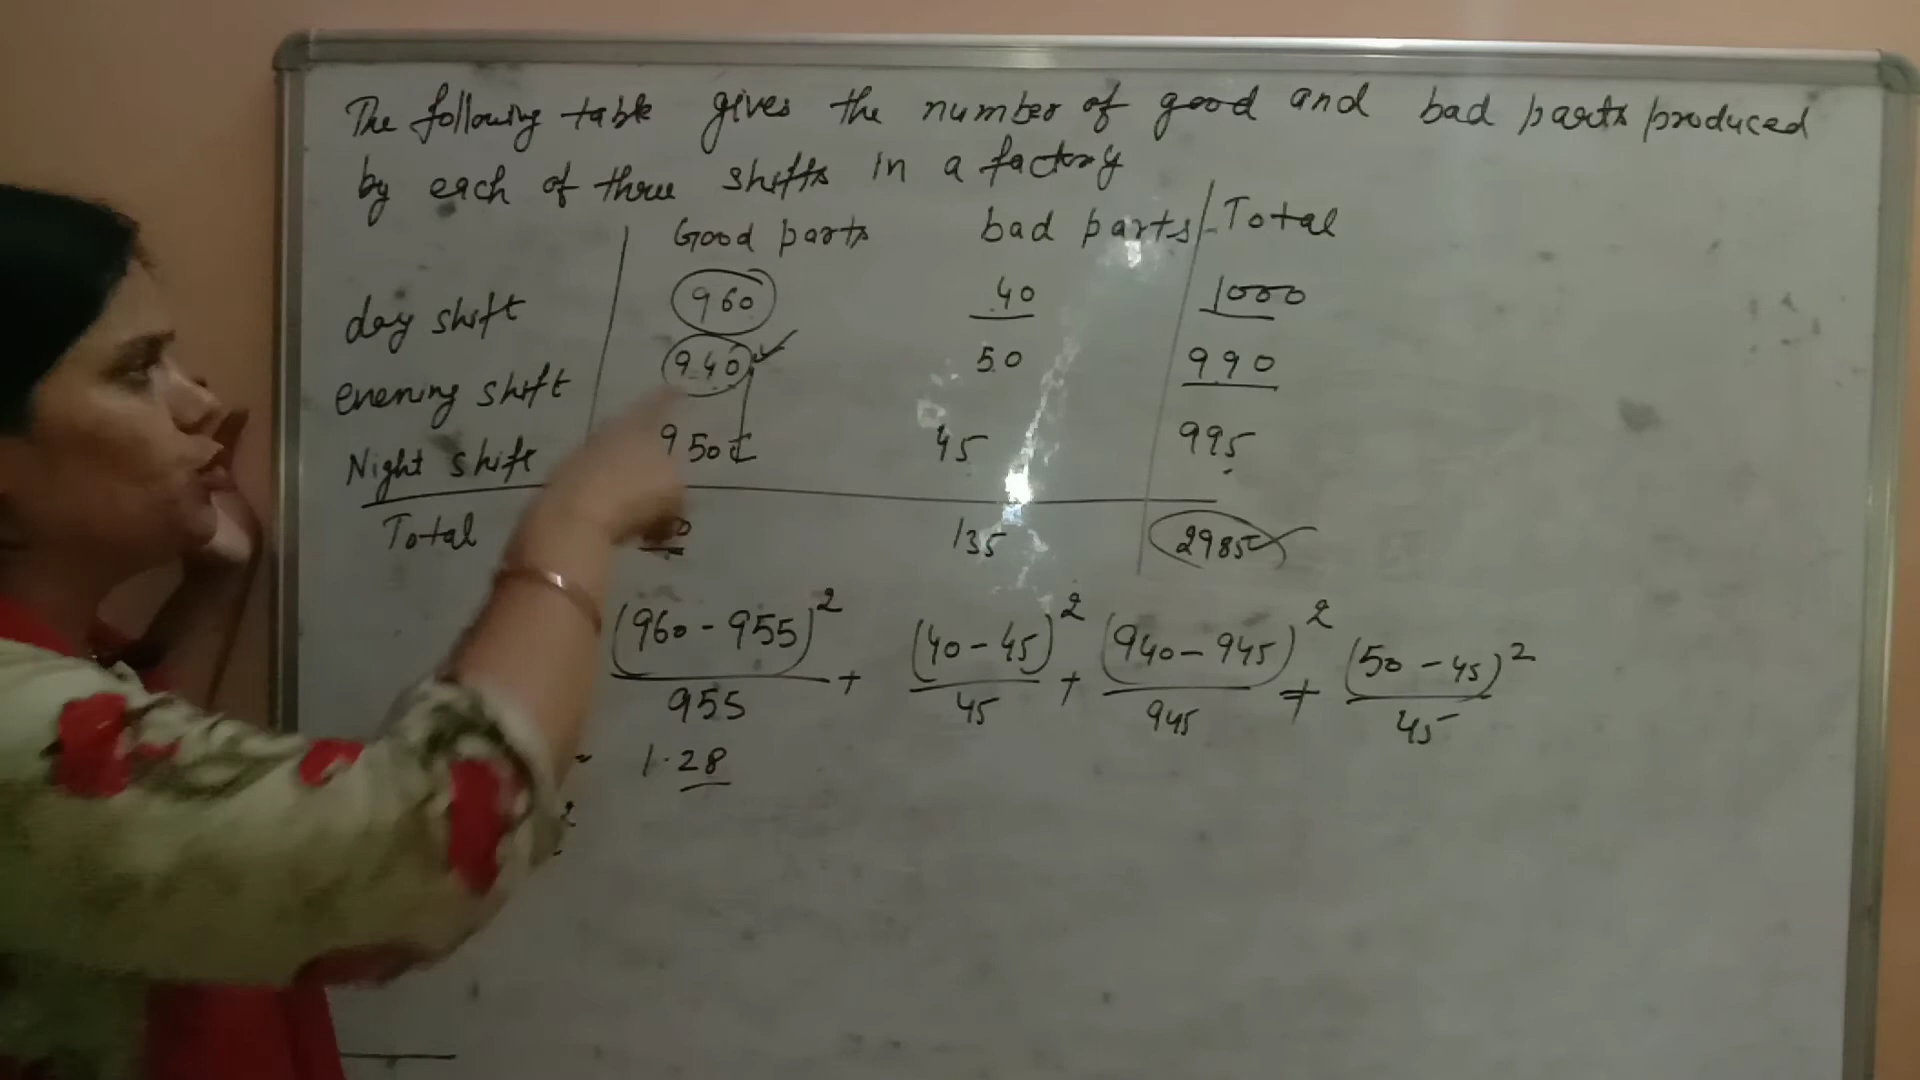 The following table gives the number of good and bad parts produced
by each of three shifts in a factory
Good parts bad parts Total
day shift 960 40 1000
evening shift 940 50 990
Night shift 950 45 995
Total 135 2985
(960-955)² / 955 + (40-45)² / 45 + (940-945)² / 945 + (50-45)² / 45
= 1.28
2